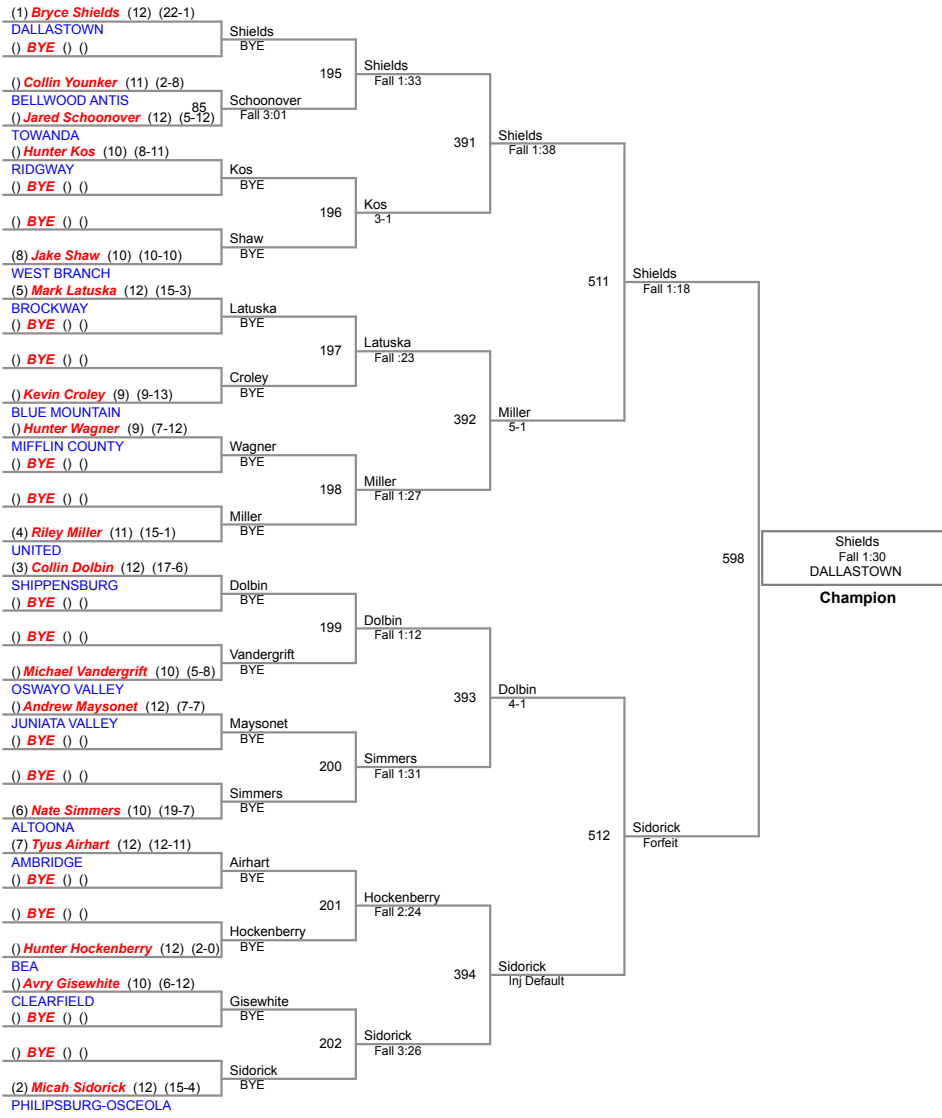 (1) Bryce Shields (12) (22-1)
DALLASTOWN
() BYE () ()
() Collin Younker (11) (2-8)
BELLWOOD ANTIS
85
() Jared Schoonover (12) (5-12)
TOWANDA
() Hunter Kos (10) (8-11)
RIDGWAY
() BYE () ()
() BYE () ()
(8) Jake Shaw (10) (10-10)
WEST BRANCH
(5) Mark Latuska (12) (15-3)
BROCKWAY
() BYE () ()
() BYE () ()
() Kevin Croley (9) (9-13)
BLUE MOUNTAIN
() Hunter Wagner (9) (7-12)
MIFFLIN COUNTY
() BYE () ()
() BYE () ()
(4) Riley Miller (11) (15-1)
UNITED
(3) Collin Dolbin (12) (17-6)
SHIPPENSBURG
() BYE () ()
() BYE () ()
() Michael Vandergrift (10) (5-8)
OSWAYO VALLEY
() Andrew Maysonet (12) (7-7)
JUNIATA VALLEY
() BYE () ()
() BYE () ()
(6) Nate Simmers (10) (19-7)
ALTOONA
(7) Tyus Airhart (12) (12-11)
AMBRIDGE
() BYE () ()
() BYE () ()
() Hunter Hockenberry (12) (2-0)
BEA
() Avry Gisewhite (10) (6-12)
CLEARFIELD
() BYE () ()
() BYE () ()
(2) Micah Sidorick (12) (15-4)
PHILIPSBURG-OSCEOLA
Shields
BYE
195
Schoonover
Fall 3:01
Kos
BYE
196
Shaw
BYE
Latuska
BYE
197
Croley
BYE
Wagner
BYE
198
Miller
BYE
Dolbin
BYE
199
Vandergrift
BYE
Maysonet
BYE
200
Simmers
BYE
Airhart
BYE
201
Hockenberry
BYE
Gisewhite
BYE
202
Sidorick
BYE
Shields
Fall 1:33
391
Kos
3-1
Latuska
Fall :23
392
Miller
Fall 1:27
Dolbin
Fall 1:12
393
Simmers
Fall 1:31
Hockenberry
Fall 2:24
394
Sidorick
Fall 3:26
Shields
Fall 1:38
511
Miller
5-1
Dolbin
4-1
512
Sidorick
Inj Default
Shields
Fall 1:18
598
Sidorick
Forfeit
Shields
Fall 1:30
DALLASTOWN
Champion